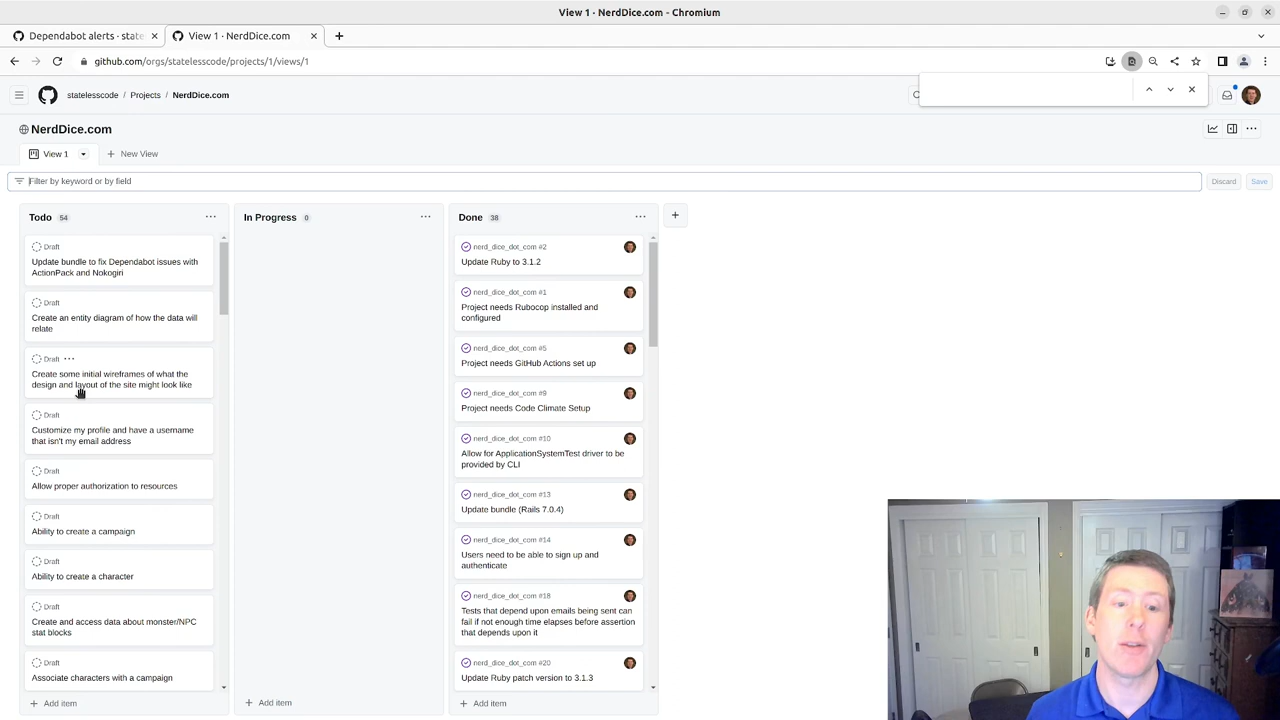 View 1 · NerdDice.com - Chromium
Dependabot alerts · state
View 1 · NerdDice.com
github.com/orgs/statelesscode/projects/1/views/1
statelesscode / Projects / NerdDice.com
NerdDice.com
View 1
New View
Filter by keyword or by field
Discard
Save
Todo 54
Draft
Update bundle to fix Dependabot issues with
ActionPack and Nokogiri
Draft
Create an entity diagram of how the data will
relate
Draft ...
Create some initial wireframes of what the
design and layout of the site might look like
Draft
Customize my profile and have a username
that isn't my email address
Draft
Allow proper authorization to resources
Draft
Ability to create a campaign
Draft
Ability to create a character
Draft
Create and access data about monster/NPC
stat blocks
Draft
Associate characters with a campaign
+ Add item
In Progress 0
+ Add item
Done 38
nerd_dice_dot_com #2
Update Ruby to 3.1.2
nerd_dice_dot_com #1
Project needs Rubocop installed and
configured
nerd_dice_dot_com #5
Project needs GitHub Actions set up
nerd_dice_dot_com #9
Project needs Code Climate Setup
nerd_dice_dot_com #10
Allow for ApplicationSystemTest driver to be
provided by CLI
nerd_dice_dot_com #13
Update bundle (Rails 7.0.4)
nerd_dice_dot_com #14
Users need to be able to sign up and
authenticate
nerd_dice_dot_com #18
Tests that depend upon emails being sent can
fail if not enough time elapses before assertion
that depends upon it
nerd_dice_dot_com #20
Update Ruby patch version to 3.1.3
+ Add item